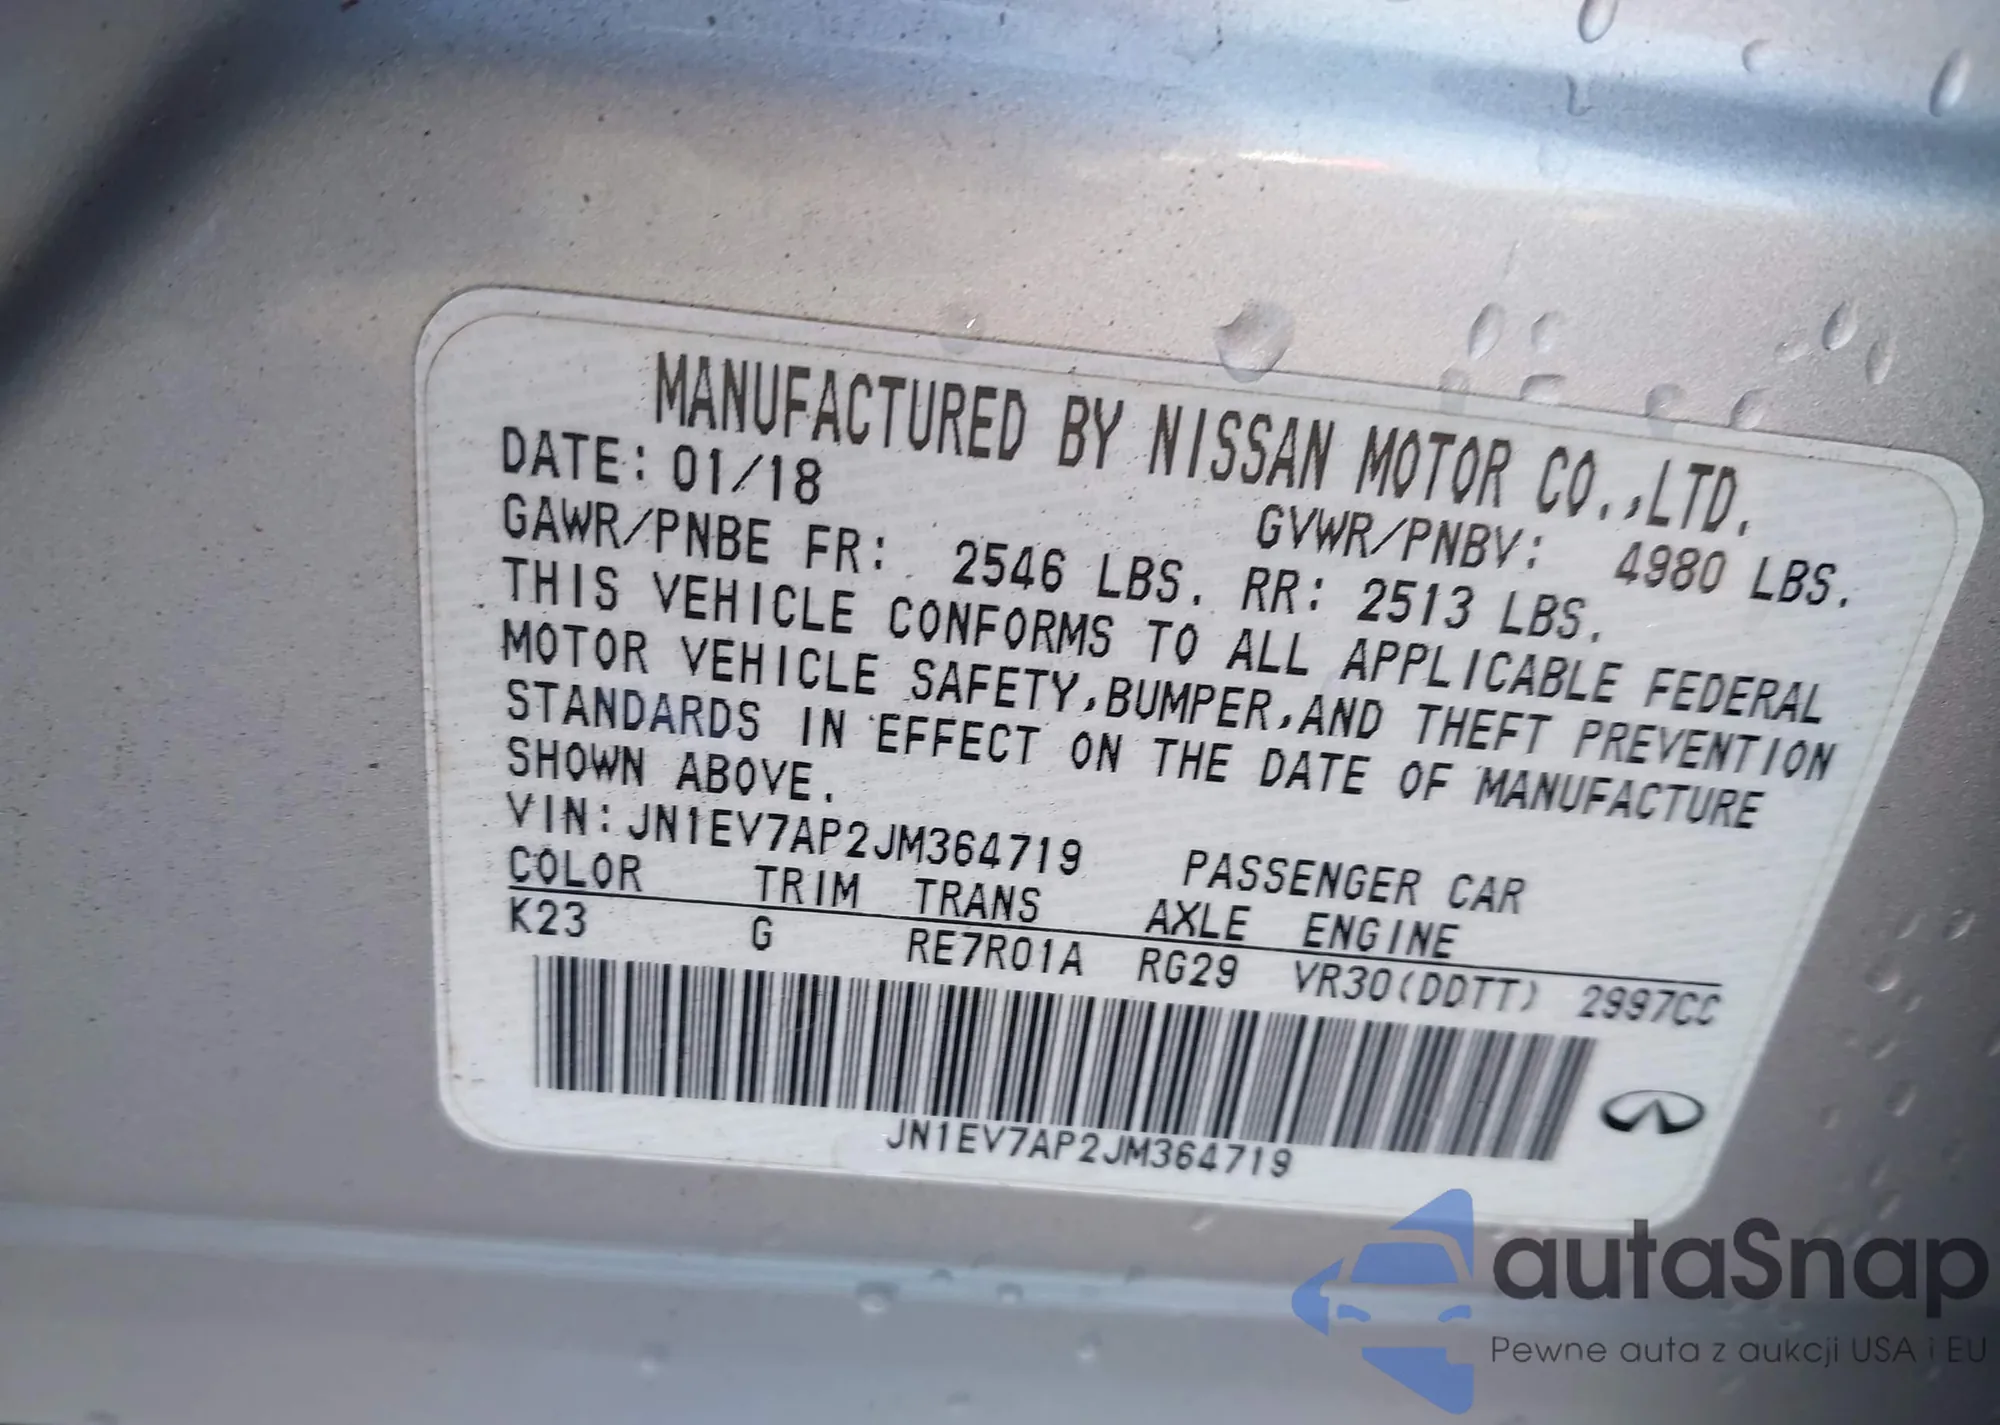 MANUFACTURED BY NISSAN MOTOR CO.,LTD.
DATE: 01/18 GVWR/PNBV: 4980 LBS.
GAWR/PNBE FR: 2546 LBS. RR: 2513 LBS.
THIS VEHICLE CONFORMS TO ALL APPLICABLE FEDERAL
MOTOR VEHICLE SAFETY,BUMPER,AND THEFT PREVENTION
STANDARDS IN EFFECT ON THE DATE OF MANUFACTURE
SHOWN ABOVE.
VIN:JN1EV7AP2JM364719 PASSENGER CAR
COLOR TRIM TRANS AXLE ENGINE
K23 G RE7R01A RG29 VR30(DDTT) 2997CC
JN1EV7AP2JM364719
autaSnap
Pewne auta z aukcji USA i EU